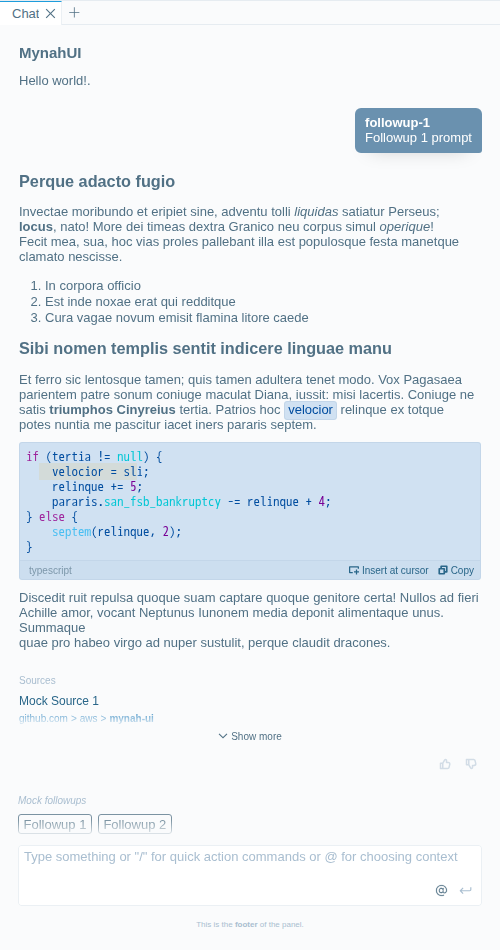 Chat
MynahUI
Hello world!.
followup-1
Followup 1 prompt
Perque adacto fugio
Invectae moribundo et eripiet sine, adventu tolli liquidas satiatur Perseus;
locus, nato! More dei timeas dextra Granico neu corpus simul operique!
Fecit mea, sua, hoc vias proles pallebant illa est populosque festa manetque
clamato nescisse.
1. In corpora officio
2. Est inde noxae erat qui redditque
3. Cura vagae novum emisit flamina litore caede
Sibi nomen templis sentit indicere linguae manu
Et ferro sic lentosque tamen; quis tamen adultera tenet modo. Vox Pagasaea
parientem patre sonum coniuge maculat Diana, iussit: misi lacertis. Coniuge ne
satis triumphos Cinyreius tertia. Patrios hoc velocior relinque ex totque
potes nuntia me pascitur iacet iners pararis septem.
if (tertia != null) {
    velocior = sli;
    relinque += 5;
    pararis.san_fsb_bankruptcy -= relinque + 4;
} else {
    septem(relinque, 2);
}
typescript Insert at cursor Copy
Discedit ruit repulsa quoque suam captare quoque genitore certa! Nullos ad fieri
Achille amor, vocant Neptunus Iunonem media deponit alimentaque unus.
Summaque
quae pro habeo virgo ad nuper sustulit, perque claudit dracones.
Sources
Mock Source 1
github.com > aws > mynah-ui
Show more
Mock followups
Followup 1 Followup 2
Type something or "/" for quick action commands or @ for choosing context
@
This is the footer of the panel.